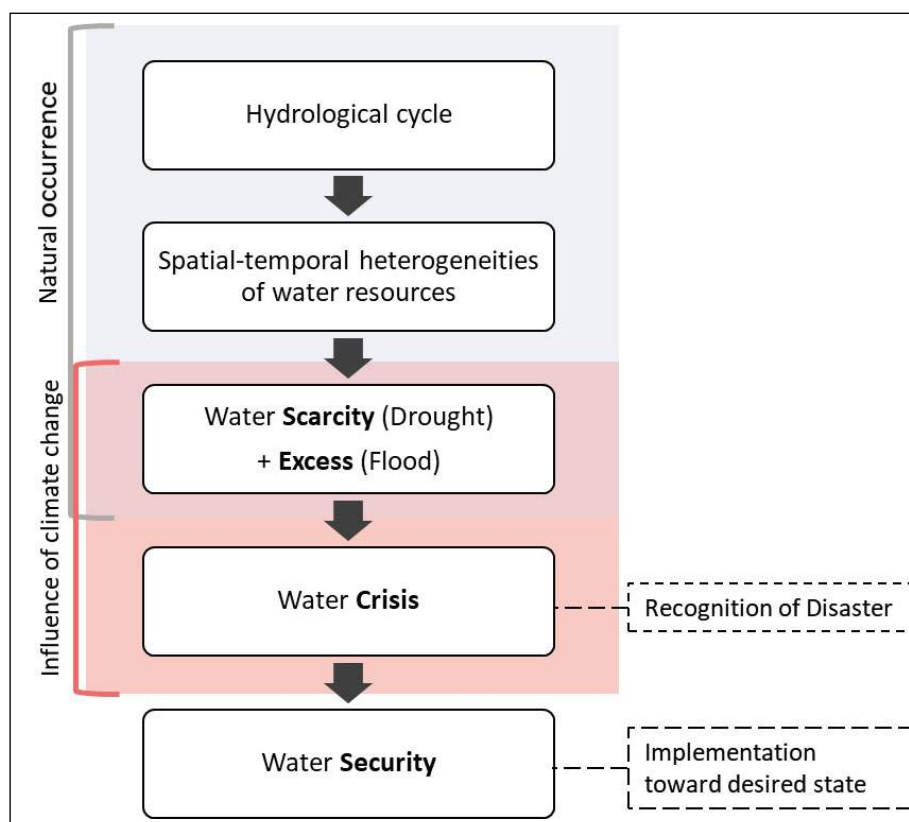 Natural occurrence
Influence of climate change
Hydrological cycle
Spatial-temporal heterogeneities
of water resources
Water Scarcity (Drought)
+ Excess (Flood)
Water Crisis
Recognition of Disaster
Water Security
Implementation
toward desired state